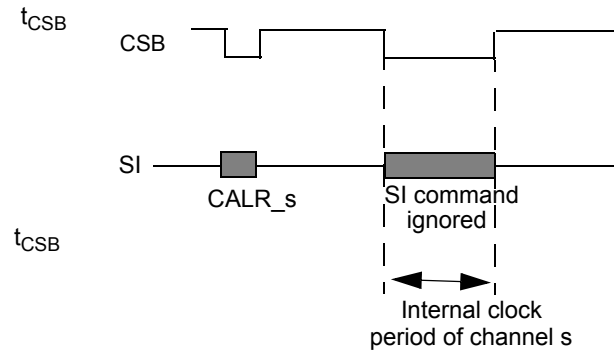 tCSB
CSB
SI
CALR_s
SI command
ignored
tCSB
Internal clock
period of channel s